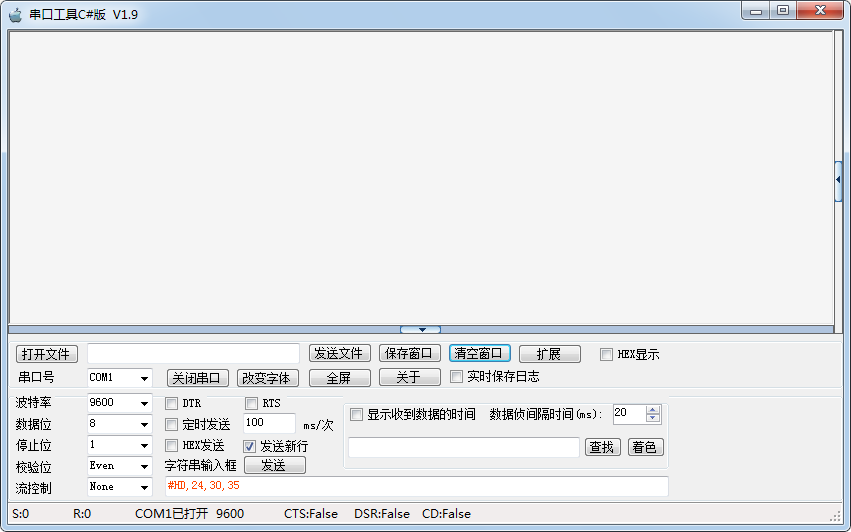 串口工具C#版 V1.9
打开文件 发送文件 保存窗口 清空窗口 扩展 HEX显示
串口号 COM1 关闭串口 改变字体 全屏 关于 实时保存日志
波特率 9600 DTR RTS 显示收到数据的时间 数据侦间隔时间(ms): 20
数据位 8 定时发送 100 ms/次
停止位 1 HEX发送 发送新行 查找 着色
校验位 Even 字符串输入框 发送
流控制 None #HD,24,30,35
S:0 R:0 COM1已打开 9600 CTS:False DSR:False CD:False